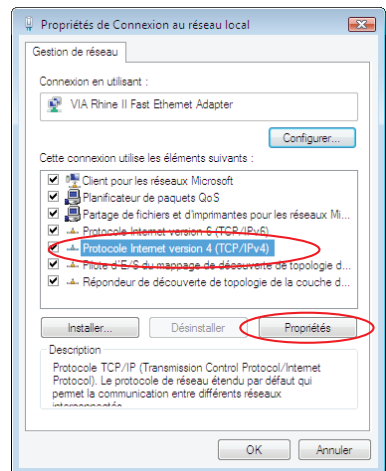 Propriétés de Connexion au réseau local
Gestion de réseau
Connexion en utilisant :
VIA Rhine II Fast Ethernet Adapter
Configurer...
Cette connexion utilise les éléments suivants :
Client pour les réseaux Microsoft
Planificateur de paquets QoS
Partage de fichiers et d'imprimantes pour les réseaux Mi...
Protocole Internet version 6 (TCP/IPv6)
Protocole Internet version 4 (TCP/IPv4)
Pilote d'E/S du mappage de découverte de topologie d...
Répondeur de découverte de topologie de la couche d...
Installer... Désinstaller Propriétés
Description
Protocole TCP/IP (Transmission Control Protocol/Internet
Protocol). Le protocole de réseau étendu par défaut qui
permet la communication entre différents réseaux
interconnectés
OK Annuler